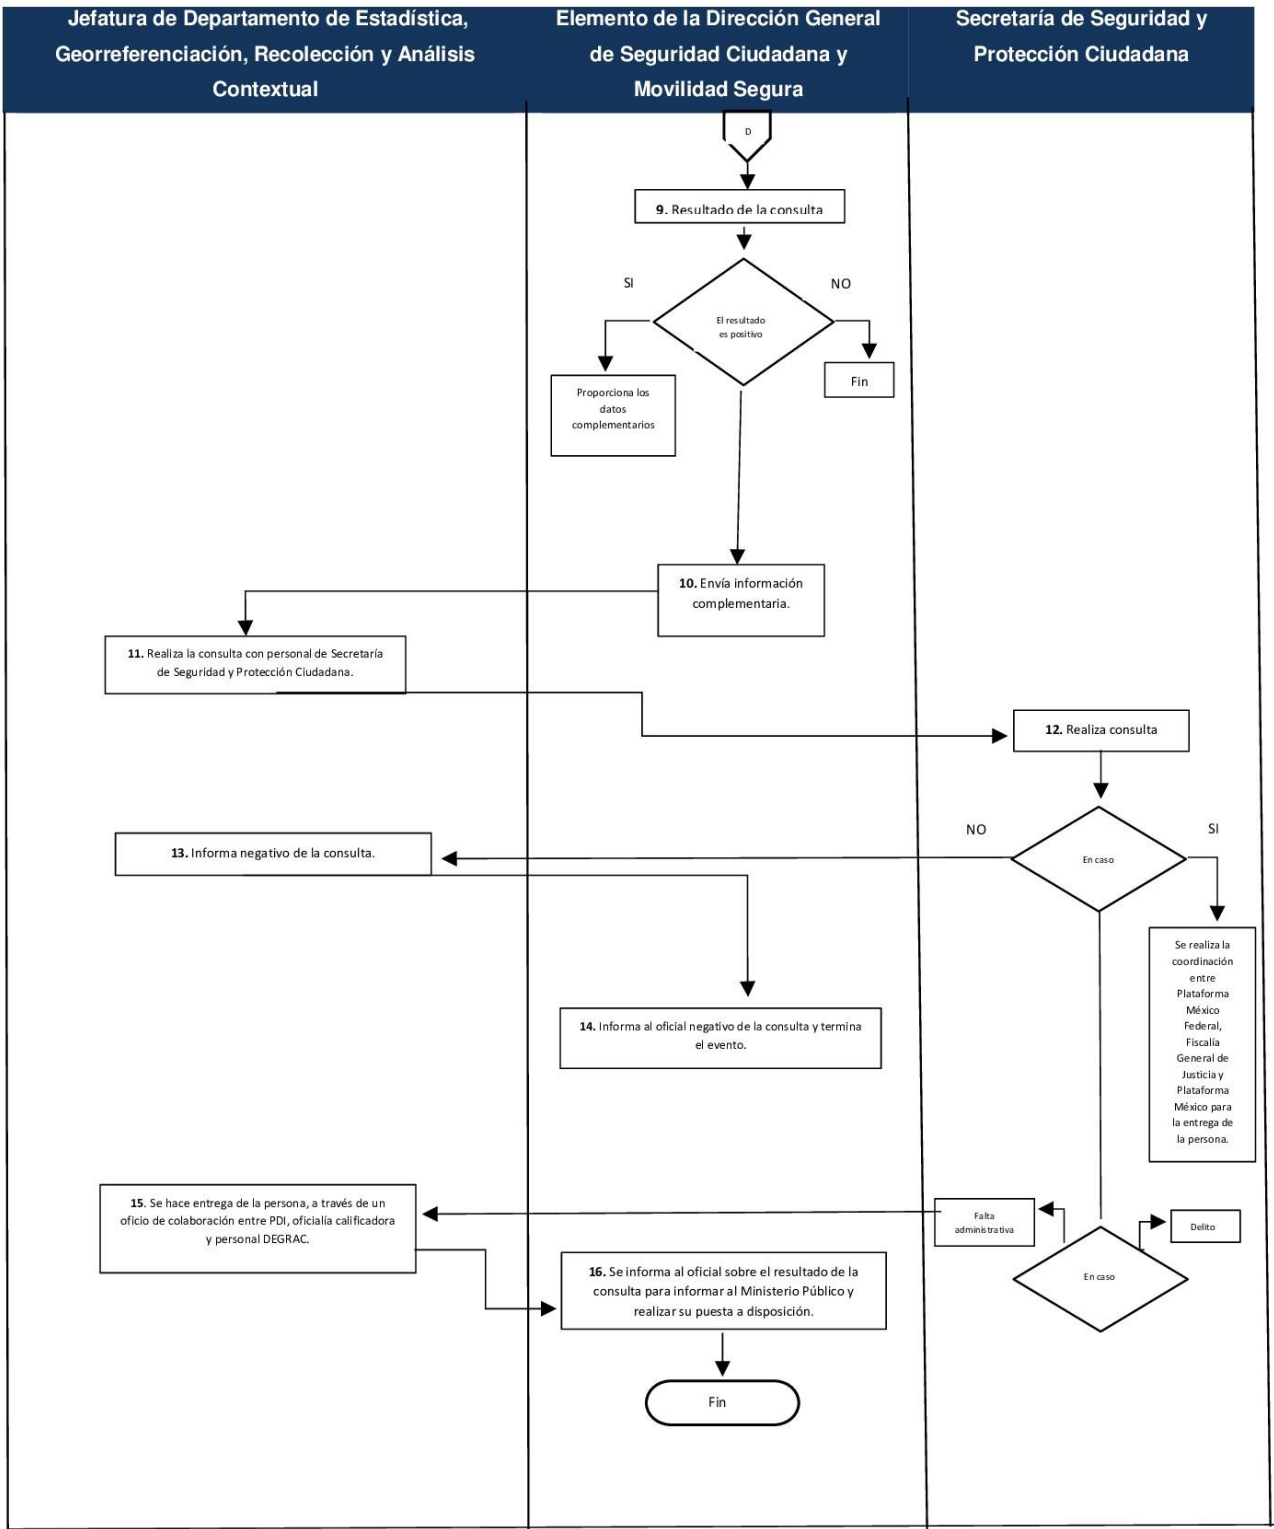 Jefatura de Departamento de Estadística,
Georreferenciación, Recolección y Análisis
Contextual
Elemento de la Dirección General
de Seguridad Ciudadana y
Movilidad Segura
Secretaría de Seguridad y
Protección Ciudadana
D
9. Resultado de la consulta
SI
NO
El resultado
es positivo
Proporciona los
datos
complementarios
Fin
10. Envía información
complementaria.
11. Realiza la consulta con personal de Secretaría
de Seguridad y Protección Ciudadana.
12. Realiza consulta
NO
SI
En caso
13. Informa negativo de la consulta.
Se realiza la
coordinación
entre
Plataforma
México
Federal,
Fiscalía
General de
Justicia y
Plataforma
México para
la entrega de
la persona.
14. Informa al oficial negativo de la consulta y termina
el evento.
15. Se hace entrega de la persona, a través de un
oficio de colaboración entre PDI, oficialía calificadora
y personal DEGRAC.
Falta
administrativa
Delito
En caso
16. Se informa al oficial sobre el resultado de la
consulta para informar al Ministerio Público y
realizar su puesta a disposición.
Fin